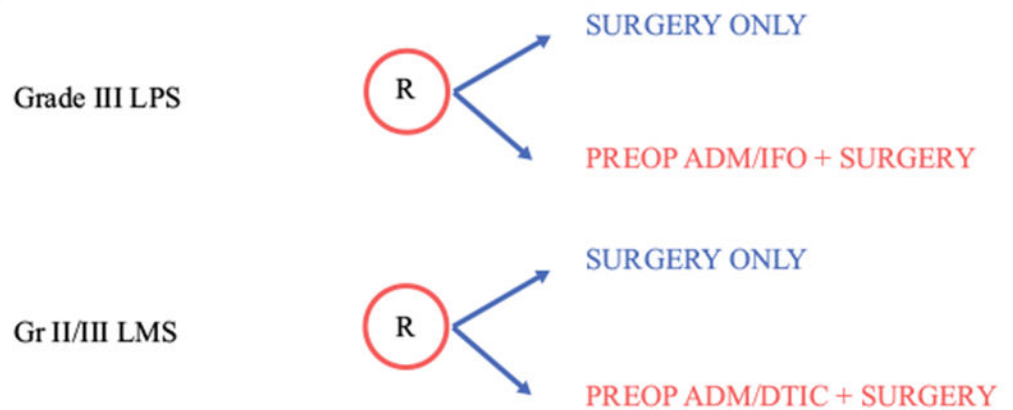 SURGERY ONLY
Grade III LPS
R
PREOP ADM/IFO + SURGERY
SURGERY ONLY
Gr II/III LMS
R
PREOP ADM/DTIC + SURGERY